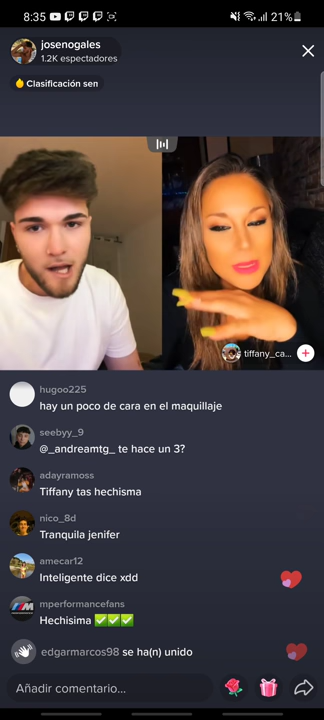 8:35
21%
josenogales
1.2K espectadores
Clasificación sen
tiffany_ca...
hugoo225
hay un poco de cara en el maquillaje
seebyy_9
@_andreamtg_ te hace un 3?
adayramoss
Tiffany tas hechisma
nico_8d
Tranquila jenifer
amecar12
Inteligente dice xdd
mperformancefans
Hechisima ✅✅✅
edgarmarcos98 se ha(n) unido
Añadir comentario...